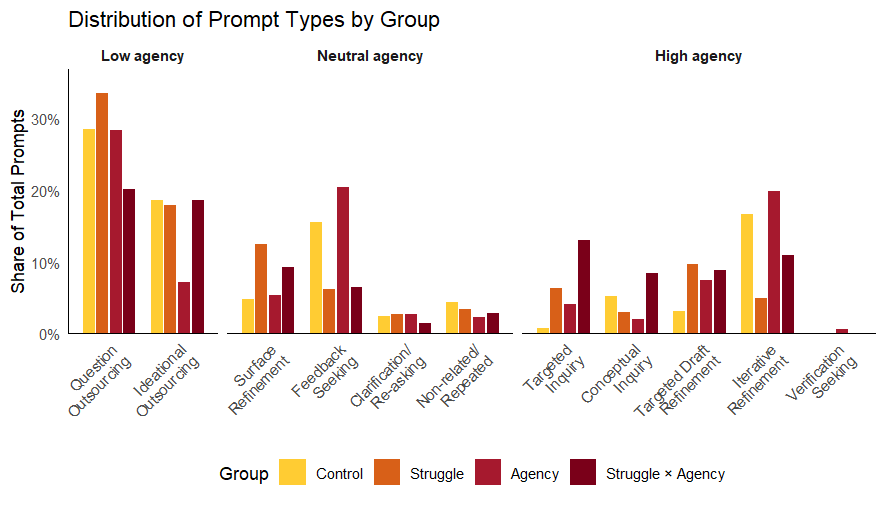 Distribution of Prompt Types by Group
Low agency
Neutral agency
High agency
Share of Total Prompts
30%
20%
10%
0%
Question
Outsourcing
Ideational
Outsourcing
Surface
Refinement
Feedback
Seeking
Clarification/
Re-asking
Non-related/
Repeated
Targeted
Inquiry
Conceptual
Inquiry
Targeted Draft
Refinement
Iterative
Refinement
Verification
Seeking
Group
Control
Struggle
Agency
Struggle × Agency